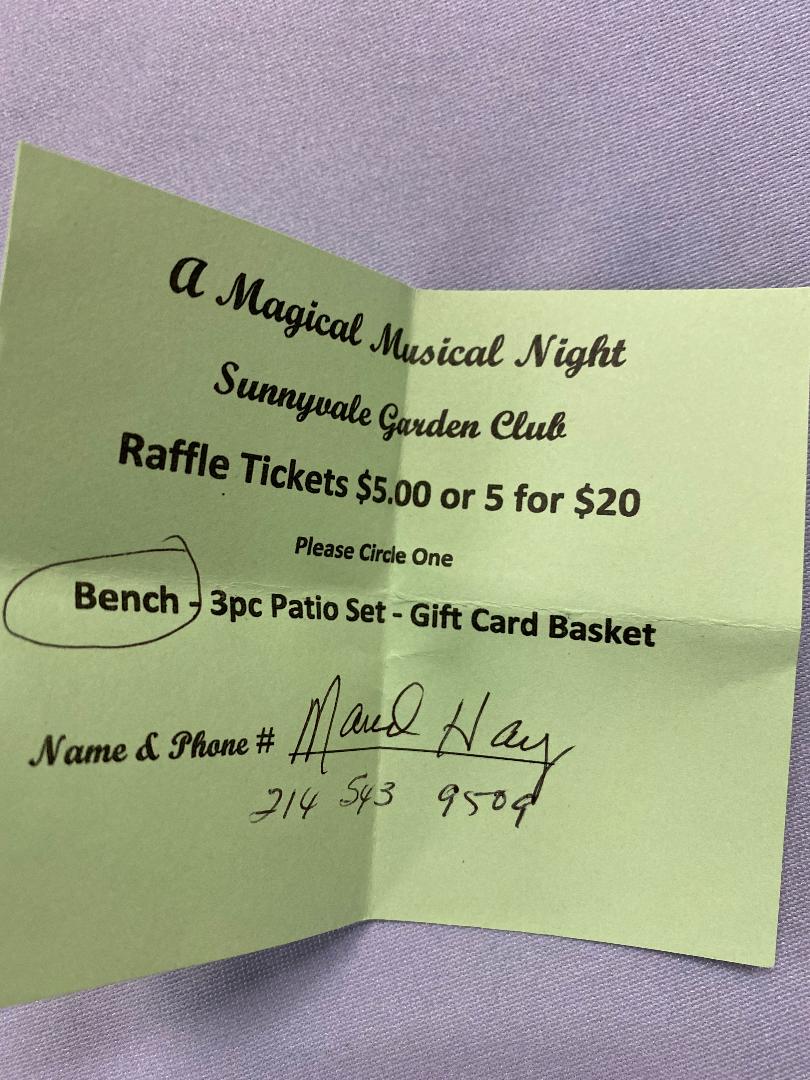 A Magical Musical Night
Sunnyvale Garden Club
Raffle Tickets $5.00 or 5 for $20
Please Circle One
Bench - 3pc Patio Set - Gift Card Basket
Name & Phone # Maud Hay
214 543 9509